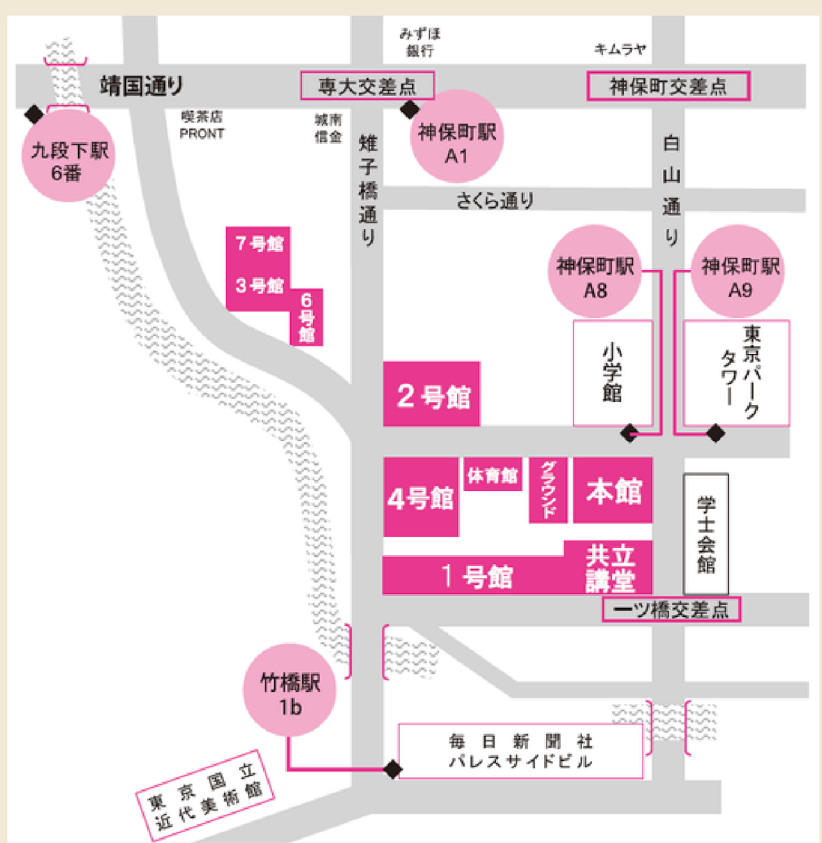 みずほ
銀行
キムラヤ
靖国通り
専大交差点
神保町交差点
喫茶店
PRONT
城南
信金
神保町駅
A1
九段下駅
6番
雉子橋通り
白山通り
さくら通り
7号館
3号館
6号館
神保町駅
A8
神保町駅
A9
小学館
東京パーク
タワー
2号館
4号館
体育館
グラウンド
本館
学士会館
1号館
共立
講堂
一ツ橋交差点
竹橋駅
1b
毎日新聞社
パレスサイドビル
東京国立
近代美術館